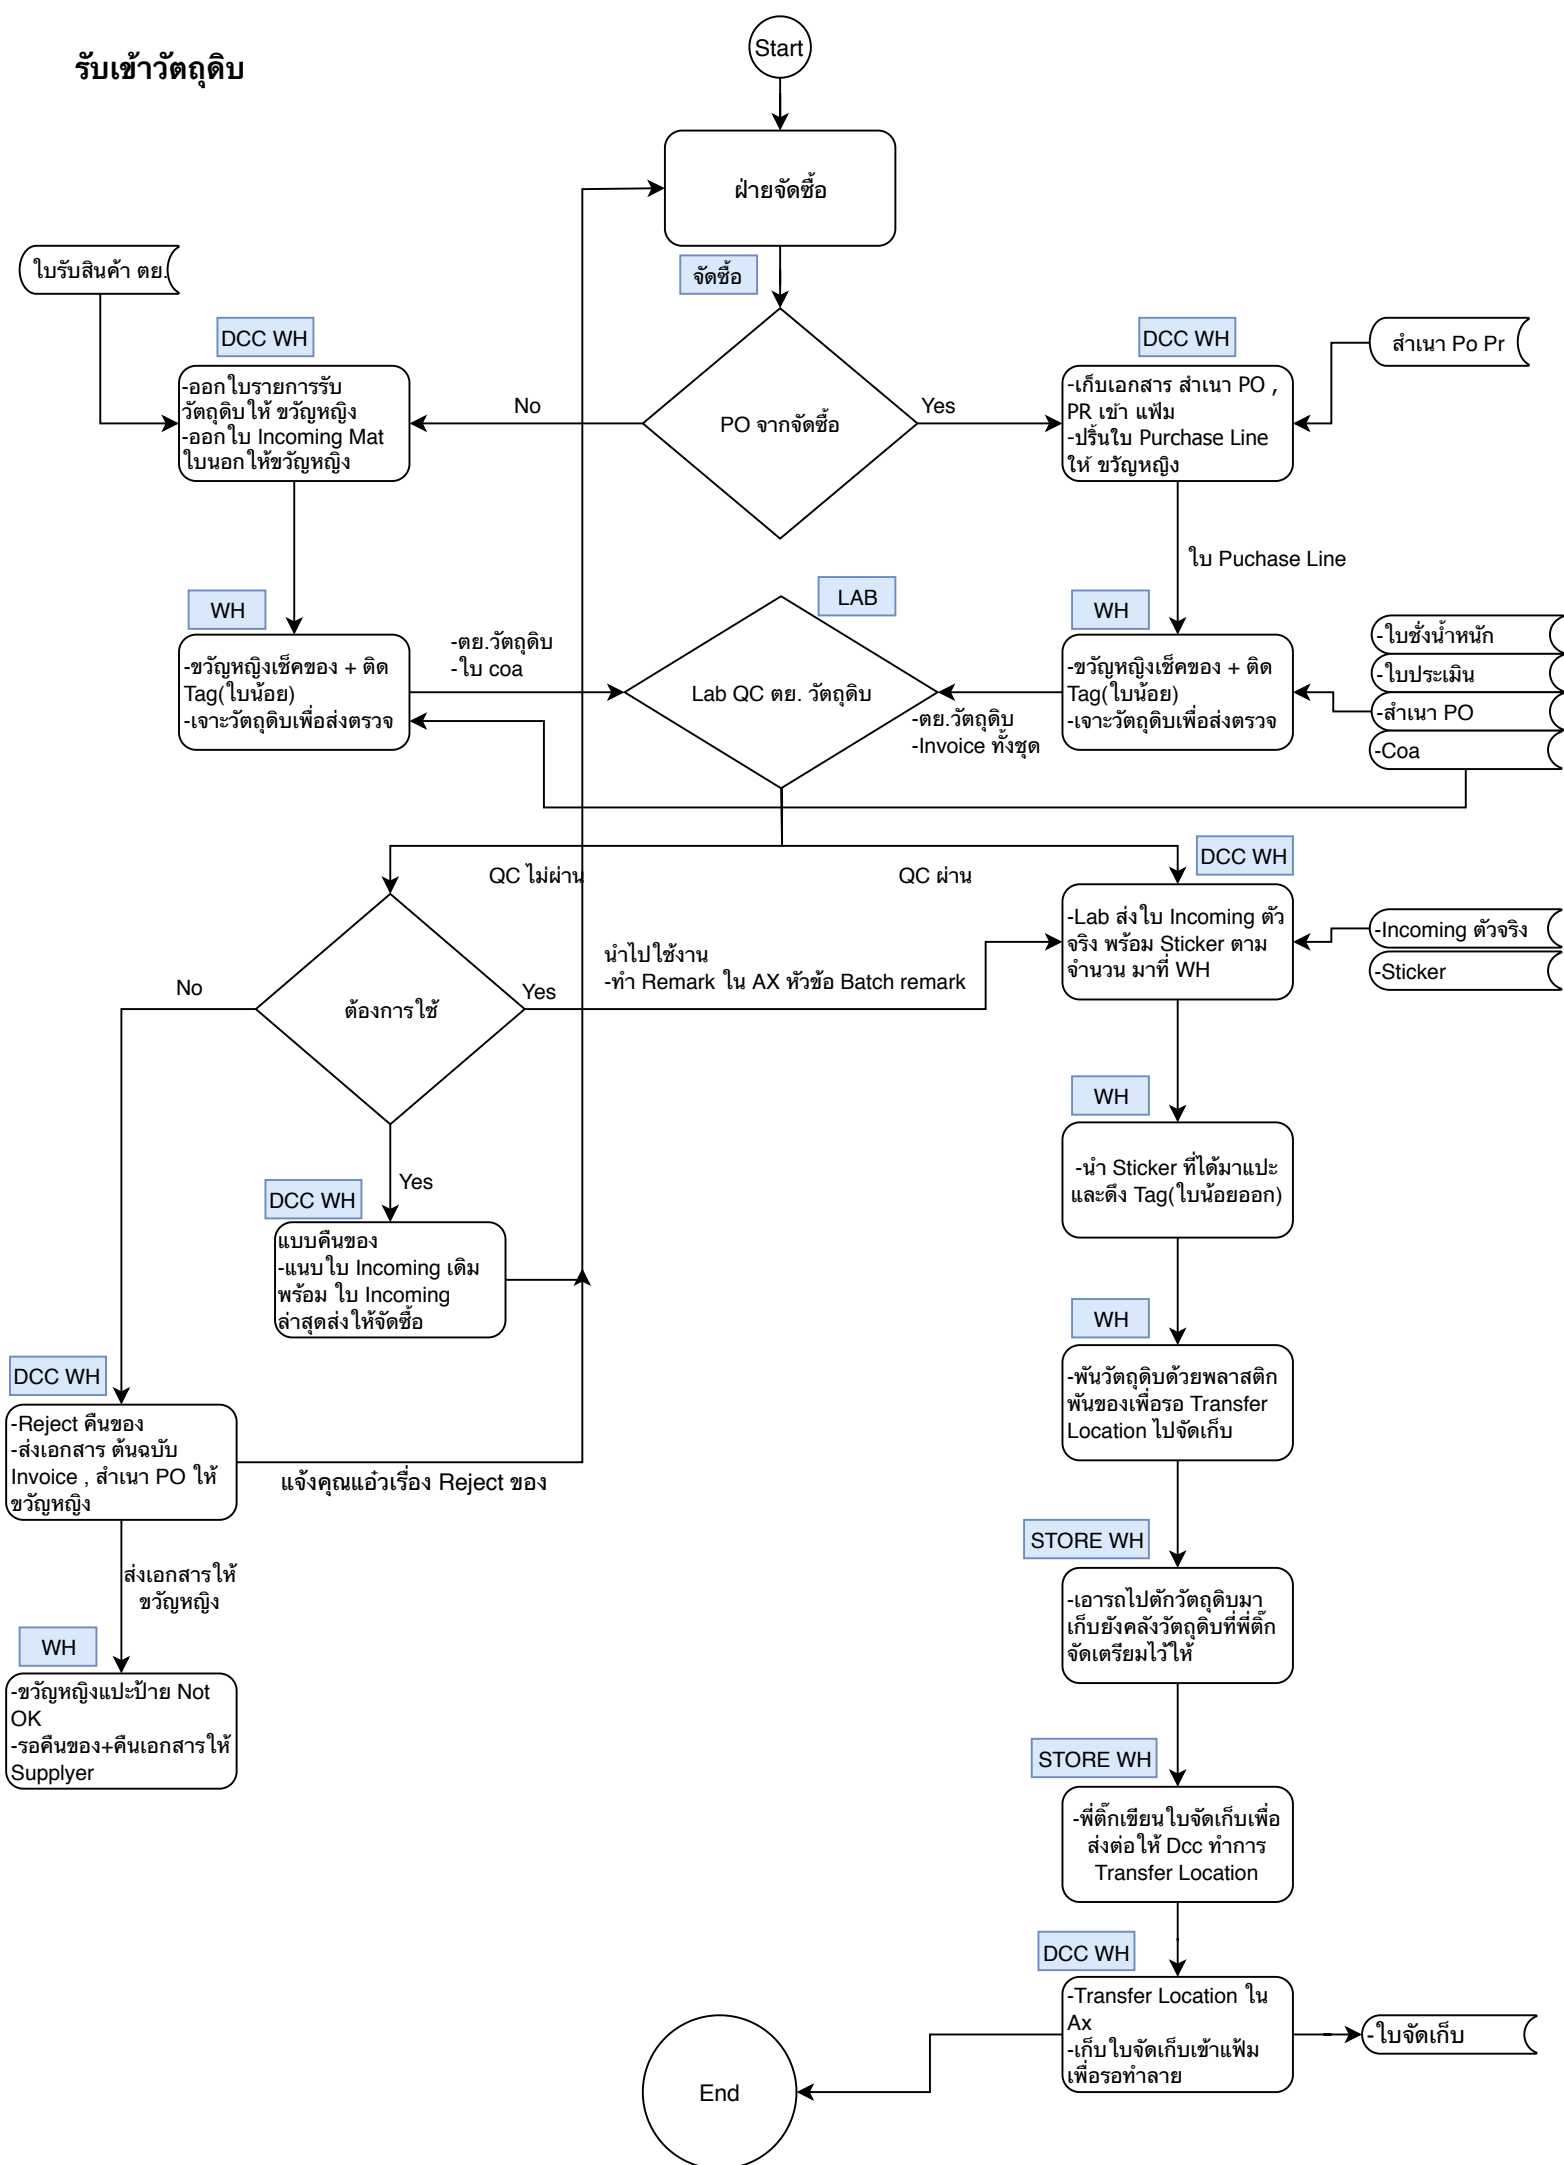 รับเข้าวัตถุดิบ
Start
ฝ่ายจัดซื้อ
จัดซื้อ
ใบรับสินค้า ตย.
DCC WH
-ออกใบรายการรับ
วัตถุดิบให้ ขวัญหญิง
-ออกใบ Incoming Mat
ใบนอกให้ขวัญหญิง
No
PO จากจัดซื้อ
Yes
DCC WH
-เก็บเอกสาร สำเนา PO ,
PR เข้า แฟ้ม
-ปริ้นใบ Purchase Line
ให้ ขวัญหญิง
สำเนา Po Pr
ใบ Puchase Line
WH
-ขวัญหญิงเช็คของ + ติด
Tag(ใบน้อย)
-เจาะวัตถุดิบเพื่อส่งตรวจ
-ตย.วัตถุดิบ
-ใบ coa
LAB
Lab QC ตย. วัตถุดิบ
-ตย.วัตถุดิบ
-Invoice ทั้งชุด
WH
-ขวัญหญิงเช็คของ + ติด
Tag(ใบน้อย)
-เจาะวัตถุดิบเพื่อส่งตรวจ
-ใบชั่งน้ำหนัก
-ใบประเมิน
-สำเนา PO
-Coa
QC ไม่ผ่าน
QC ผ่าน
DCC WH
-Lab ส่งใบ Incoming ตัว
จริง พร้อม Sticker ตาม
จำนวน มาที่ WH
-Incoming ตัวจริง
-Sticker
No
ต้องการใช้
Yes
นำไปใช้งาน
-ทำ Remark ใน AX หัวข้อ Batch remark
WH
-นำ Sticker ที่ได้มาแปะ
และดึง Tag(ใบน้อยออก)
Yes
DCC WH
แบบคืนของ
-แนบใบ Incoming เดิม
พร้อม ใบ Incoming
ล่าสุดส่งให้จัดซื้อ
WH
-พันวัตถุดิบด้วยพลาสติก
พันของเพื่อรอ Transfer
Location ไปจัดเก็บ
DCC WH
-Reject คืนของ
-ส่งเอกสาร ต้นฉบับ
Invoice , สำเนา PO ให้
ขวัญหญิง
แจ้งคุณแอ๋วเรื่อง Reject ของ
STORE WH
-เอารถไปตักวัตถุดิบมา
เก็บยังคลังวัตถุดิบที่พี่ติ๊ก
จัดเตรียมไว้ให้
ส่งเอกสารให้
ขวัญหญิง
WH
-ขวัญหญิงแปะป้าย Not
OK
-รอคืนของ+คืนเอกสารให้
Supplyer
STORE WH
-พี่ติ๊กเขียนใบจัดเก็บเพื่อ
ส่งต่อให้ Dcc ทำการ
Transfer Location
DCC WH
-Transfer Location ใน
Ax
-เก็บใบจัดเก็บเข้าแฟ้ม
เพื่อรอทำลาย
-ใบจัดเก็บ
End